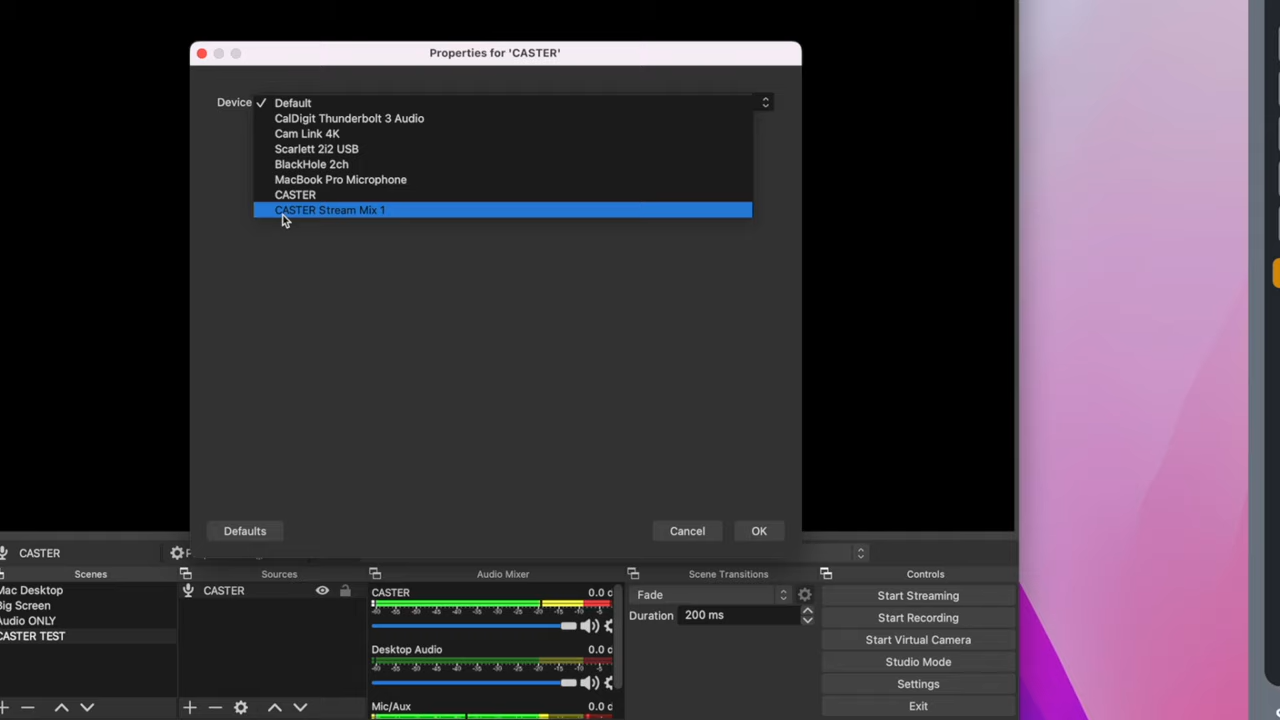 Properties for 'CASTER'
Device ✓ Default
CalDigit Thunderbolt 3 Audio
Cam Link 4K
Scarlett 2i2 USB
BlackHole 2ch
MacBook Pro Microphone
CASTER
CASTER Stream Mix 1
Defaults
Cancel
OK
CASTER
Scenes
Mac Desktop
Big Screen
Audio ONLY
CASTER TEST
Sources
CASTER
Audio Mixer
CASTER
0.0 d
Desktop Audio
0.0 d
Mic/Aux
0.0 d
Scene Transitions
Fade
Duration 200 ms
Controls
Start Streaming
Start Recording
Start Virtual Camera
Studio Mode
Settings
Exit